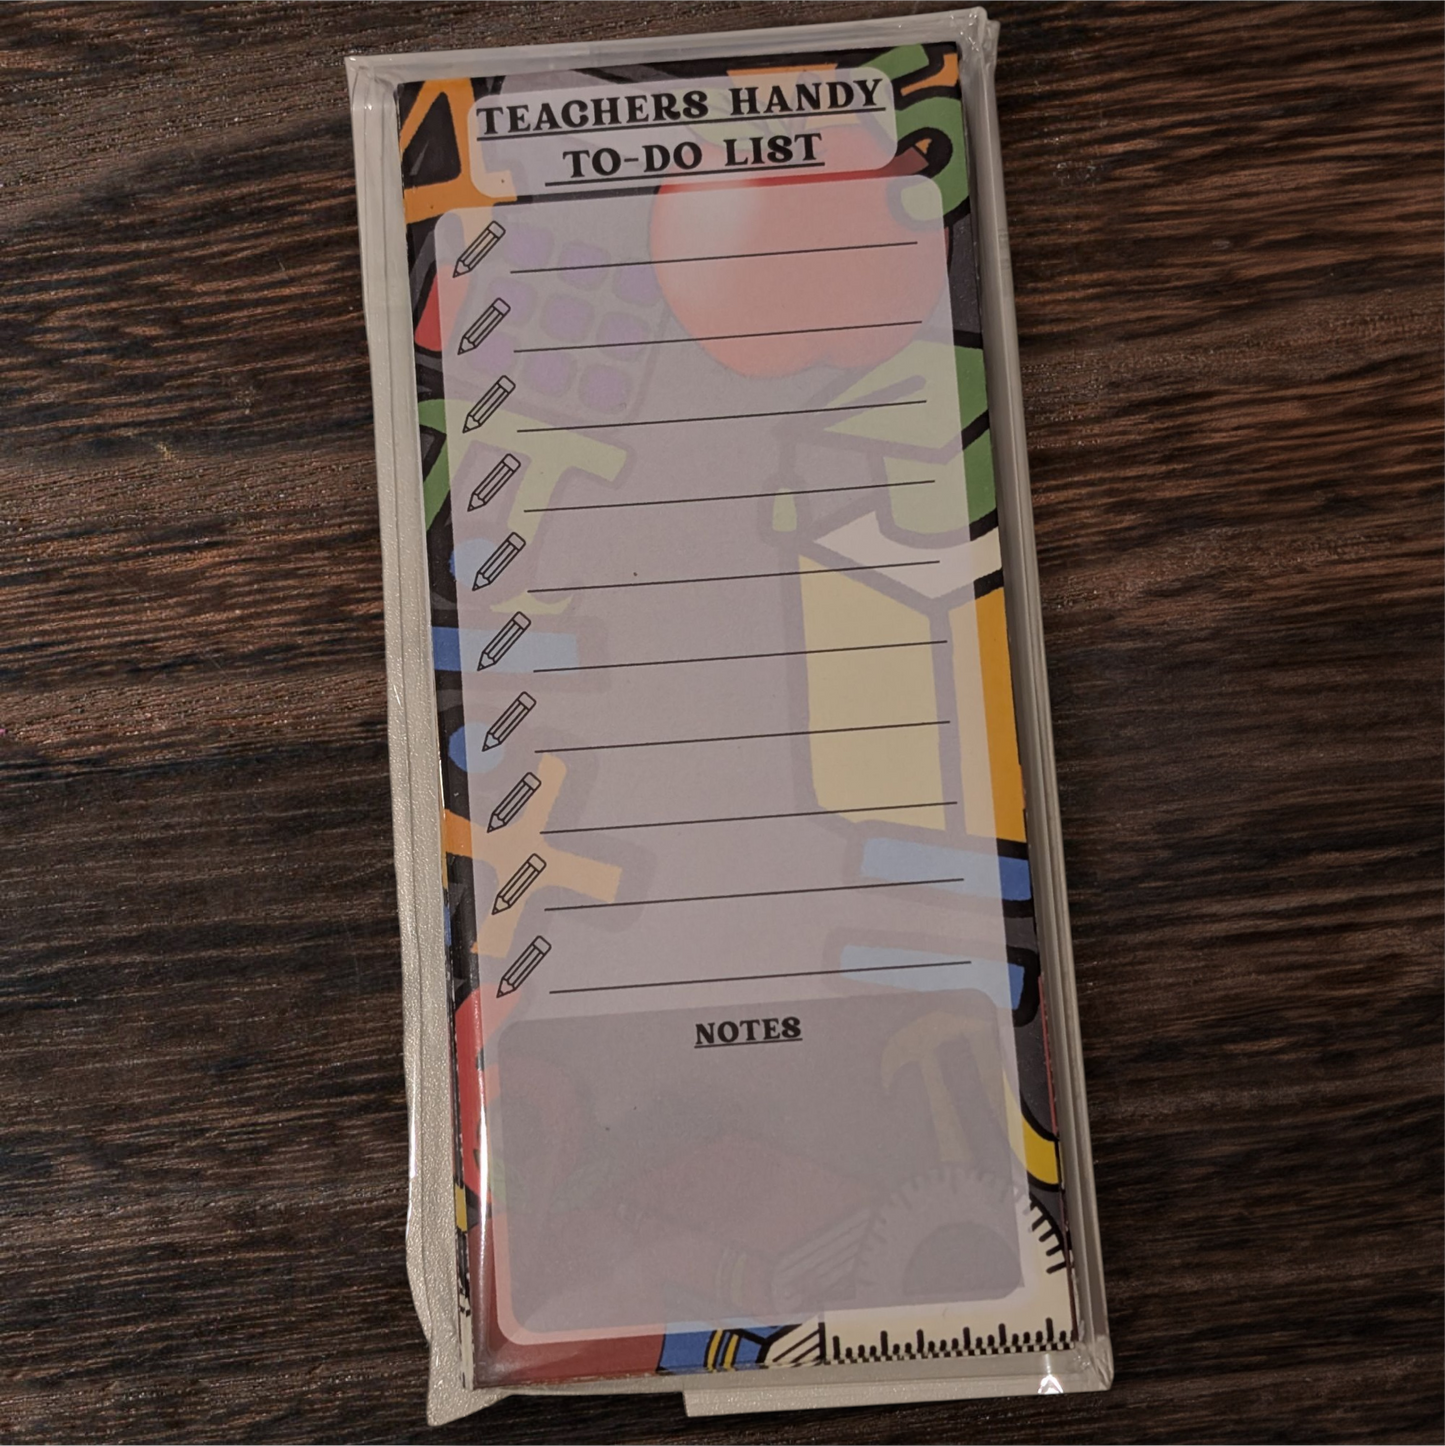 TEACHERS HANDY
TO-DO LIST
NOTES